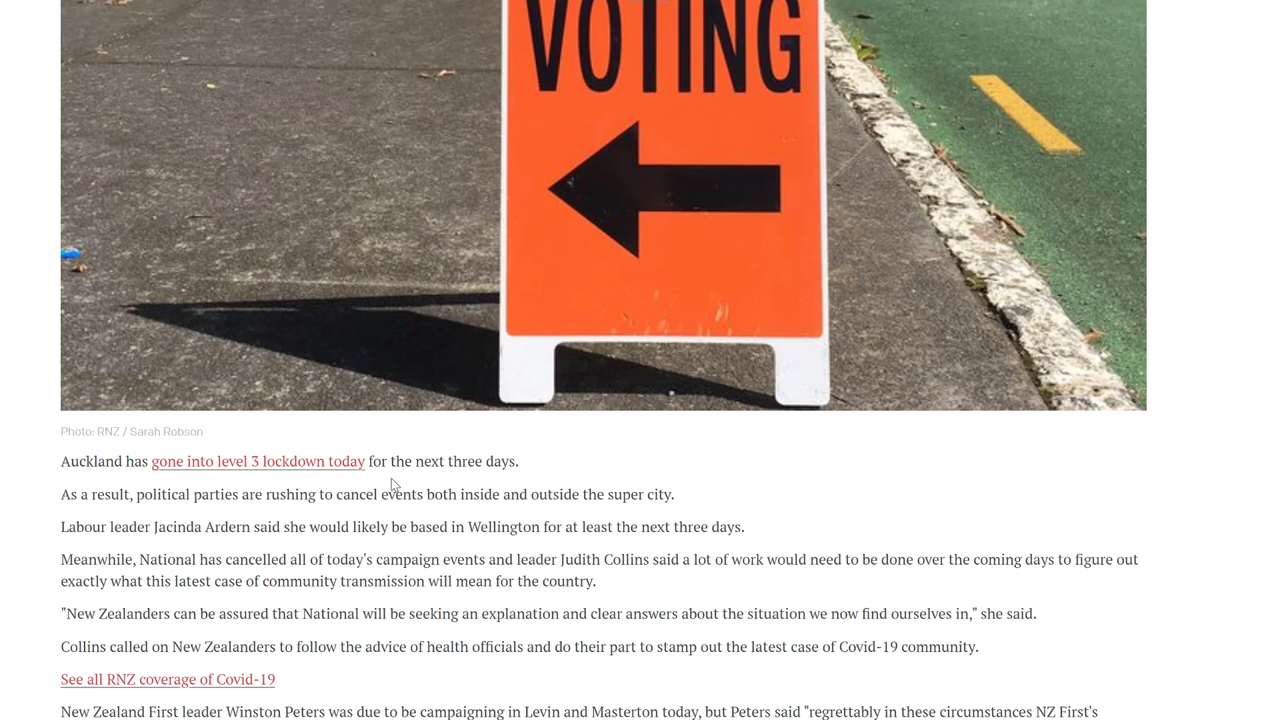 VOTING
Photo: RNZ / Sarah Robson
Auckland has gone into level 3 lockdown today for the next three days.
As a result, political parties are rushing to cancel events both inside and outside the super city.
Labour leader Jacinda Ardern said she would likely be based in Wellington for at least the next three days.
Meanwhile, National has cancelled all of today's campaign events and leader Judith Collins said a lot of work would need to be done over the coming days to figure out
exactly what this latest case of community transmission will mean for the country.
"New Zealanders can be assured that National will be seeking an explanation and clear answers about the situation we now find ourselves in," she said.
Collins called on New Zealanders to follow the advice of health officials and do their part to stamp out the latest case of Covid-19 community.
See all RNZ coverage of Covid-19
New Zealand First leader Winston Peters was due to be campaigning in Levin and Masterton today, but Peters said "regrettably in these circumstances NZ First's